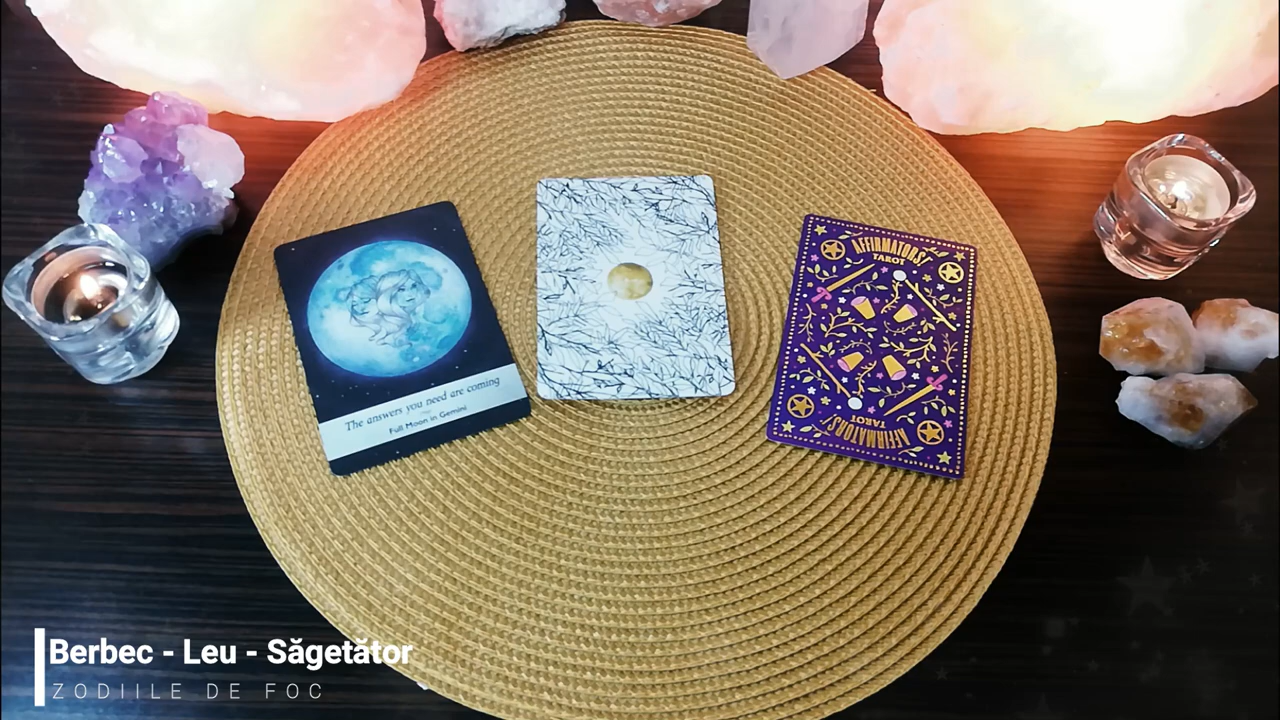 The answers you need are coming
Full Moon in Gemini
AFFIRMATORS!
TAROT
TAROT
AFFIRMATORS!
Berbec - Leu - Săgetător
ZODIILE DE FOC